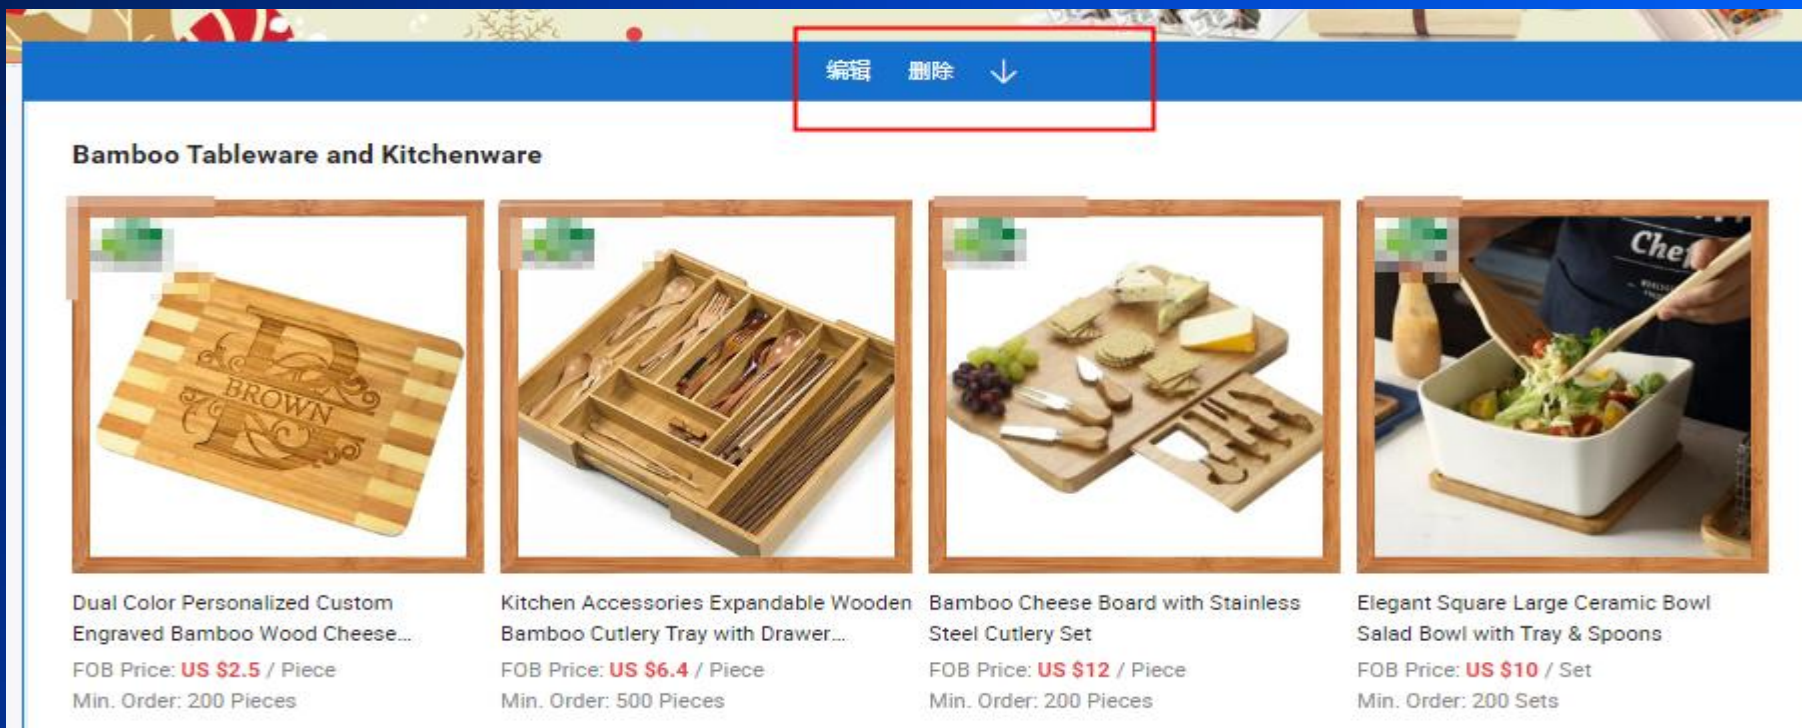 编辑 删除 ↓
Bamboo Tableware and Kitchenware
BROWN
Chef
Dual Color Personalized Custom
Engraved Bamboo Wood Cheese...
FOB Price: US $2.5 / Piece
Min. Order: 200 Pieces
Kitchen Accessories Expandable Wooden
Bamboo Cutlery Tray with Drawer...
FOB Price: US $6.4 / Piece
Min. Order: 500 Pieces
Bamboo Cheese Board with Stainless
Steel Cutlery Set
FOB Price: US $12 / Piece
Min. Order: 200 Pieces
Elegant Square Large Ceramic Bowl
Salad Bowl with Tray & Spoons
FOB Price: US $10 / Set
Min. Order: 200 Sets